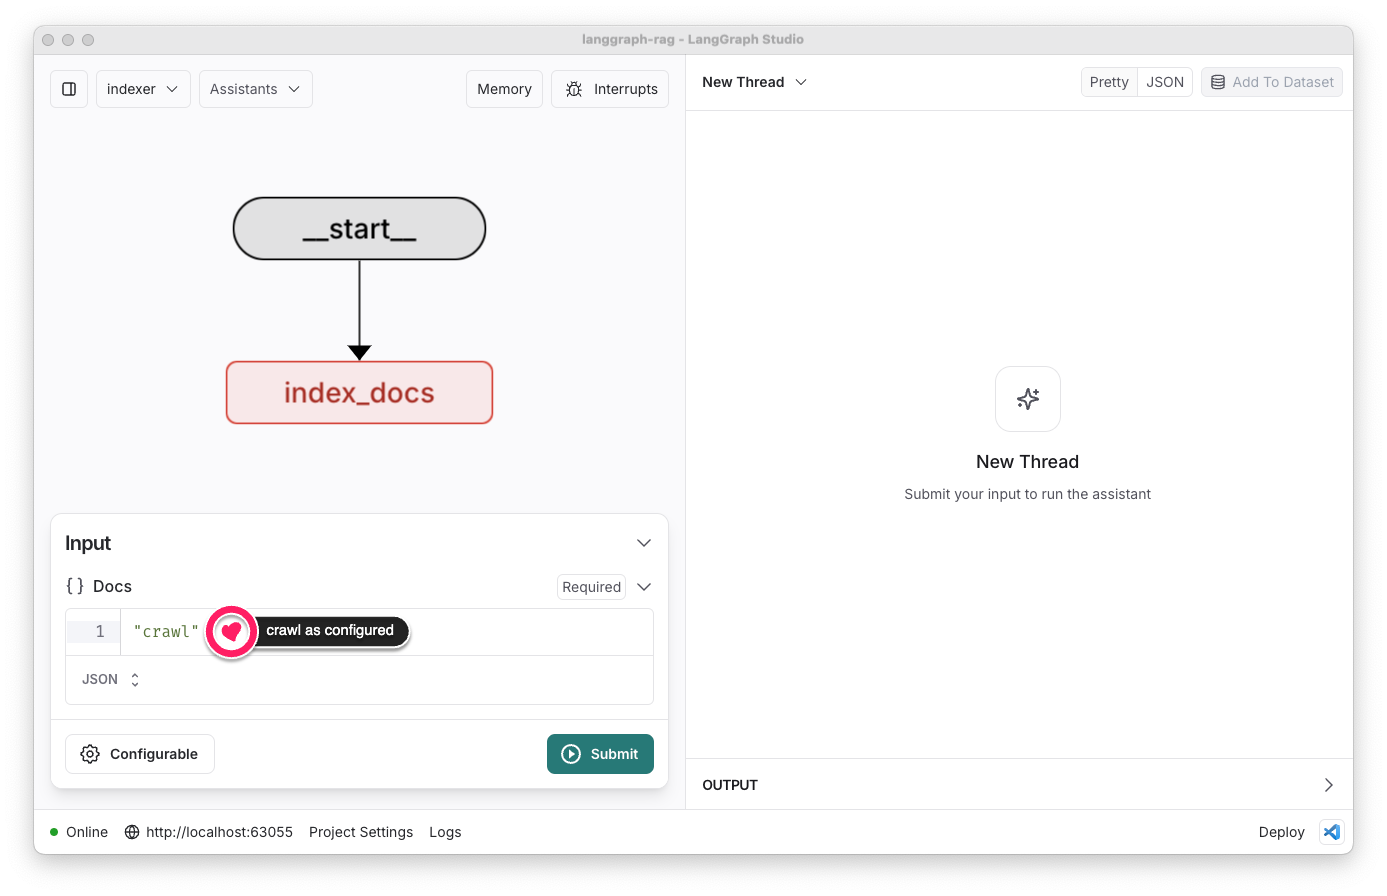 langgraph-rag - LangGraph Studio
indexer
Assistants
Memory
Interrupts
__start__
index_docs
Input
{ } Docs
Required
1
"crawl"
crawl as configured
JSON
Configurable
Submit
New Thread
Pretty
JSON
Add To Dataset
New Thread
Submit your input to run the assistant
OUTPUT
Online
http://localhost:63055
Project Settings
Logs
Deploy